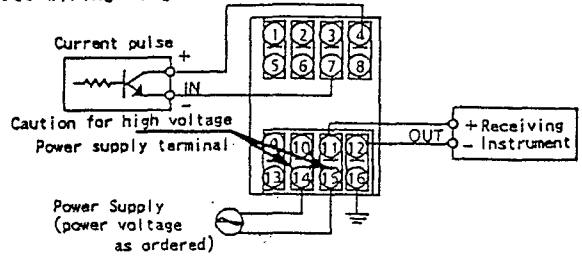 Current pulse
+
IN
-
1 2 3 4
5 6 7 8
Caution for high voltage
Power supply terminal
9 10 11 12
13 14 15 16
OUT
+ Receiving
- Instrument
Power Supply
(power voltage
as ordered)